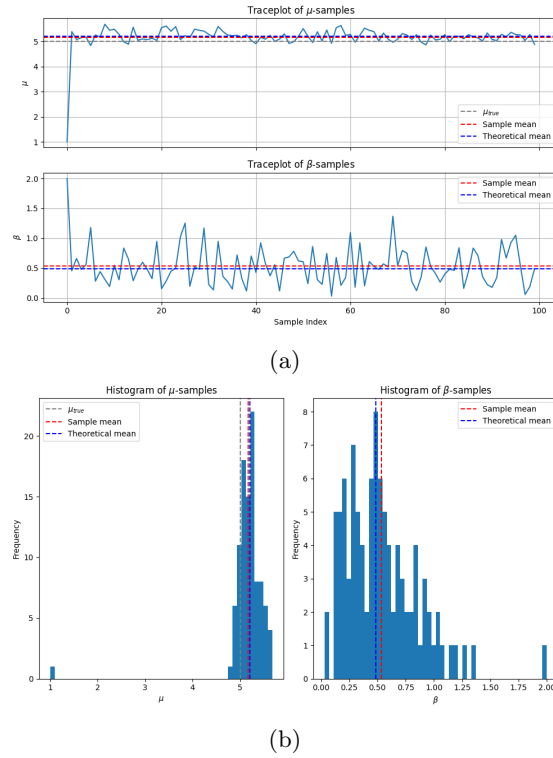 Traceplot of μ-samples
5
4
3
2
1
μ
μtrue
Sample mean
Theoretical mean
Traceplot of β-samples
2.0
1.5
1.0
0.5
0.0
β
Sample mean
Theoretical mean
0 20 40 60 80 100
Sample Index
(a)
Histogram of μ-samples
μtrue
Sample mean
Theoretical mean
20
15
10
5
0
Frequency
1 2 3 4 5
μ
Histogram of β-samples
Sample mean
Theoretical mean
8
7
6
5
4
3
2
1
0
Frequency
0.00 0.25 0.50 0.75 1.00 1.25 1.50 1.75 2.00
β
(b)